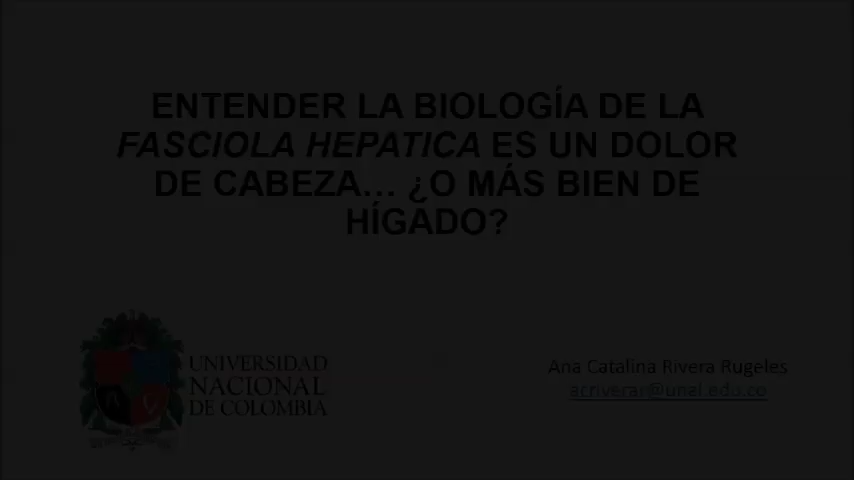 ENTENDER LA BIOLOGÍA DE LA
FASCIOLA HEPATICA ES UN DOLOR
DE CABEZA... ¿O MÁS BIEN DE
HÍGADO?
UNIVERSIDAD
NACIONAL
DE COLOMBIA
Ana Catalina Rivera Rugeles
acriverar@unal.edu.co